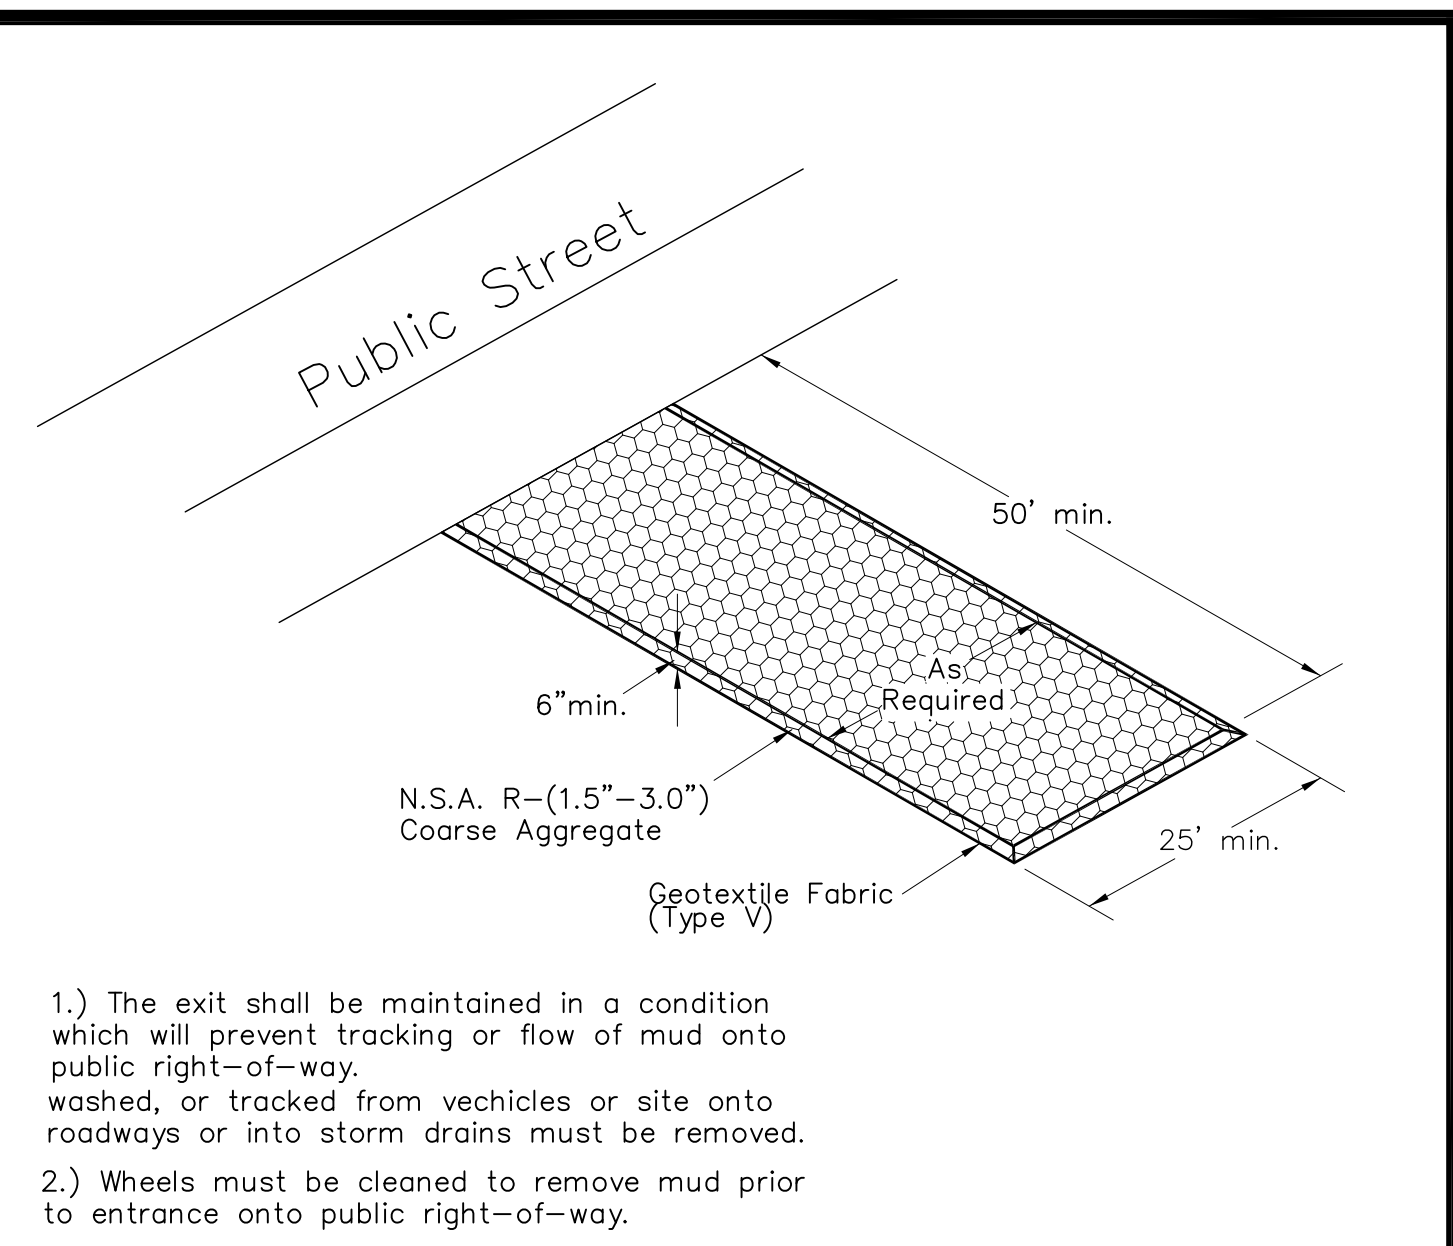 Public Street
50' min.
As
Required
6”min.
N.S.A. R-(1.5”-3.0”)
Coarse Aggregate
25' min.
Geotextile Fabric
(Type V)
1.) The exit shall be maintained in a condition
which will prevent tracking or flow of mud onto
public right-of-way.
washed, or tracked from vechicles or site onto
roadways or into storm drains must be removed.
2.) Wheels must be cleaned to remove mud prior
to entrance onto public right-of-way.